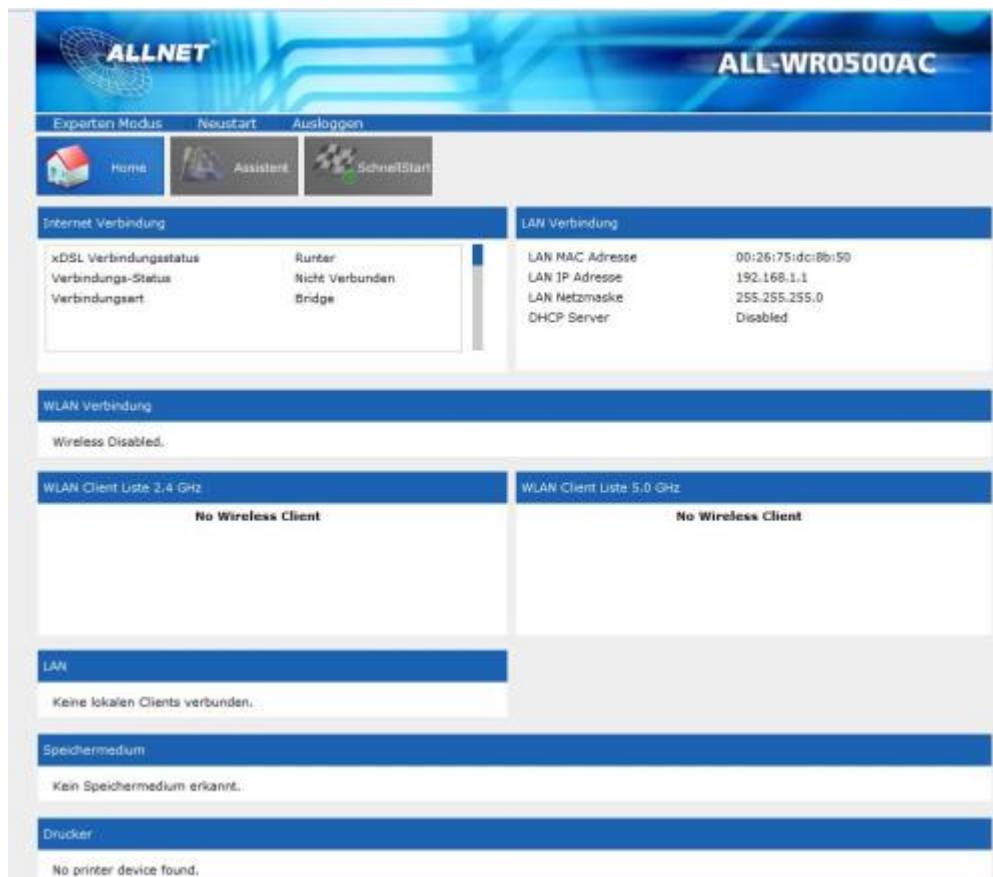 ALLNET
ALL-WR0500AC
Experten Modus Neustart Ausloggen
Home Assistent SchnellStart
Internet Verbindung
xDSL Verbindungsstatus Runter
Verbindungs-Status Nicht Verbunden
Verbindungsart Bridge
LAN Verbindung
LAN MAC Adresse 00:26:75:dc:8b:50
LAN IP Adresse 192.168.1.1
LAN Netzmaske 255.255.255.0
DHCP Server Disabled
WLAN Verbindung
Wireless Disabled.
WLAN Client Liste 2.4 GHz
No Wireless Client
WLAN Client Liste 5.0 GHz
No Wireless Client
LAN
Keine lokalen Clients verbunden.
Speichermedium
Kein Speichermedium erkannt.
Drucker
No printer device found.